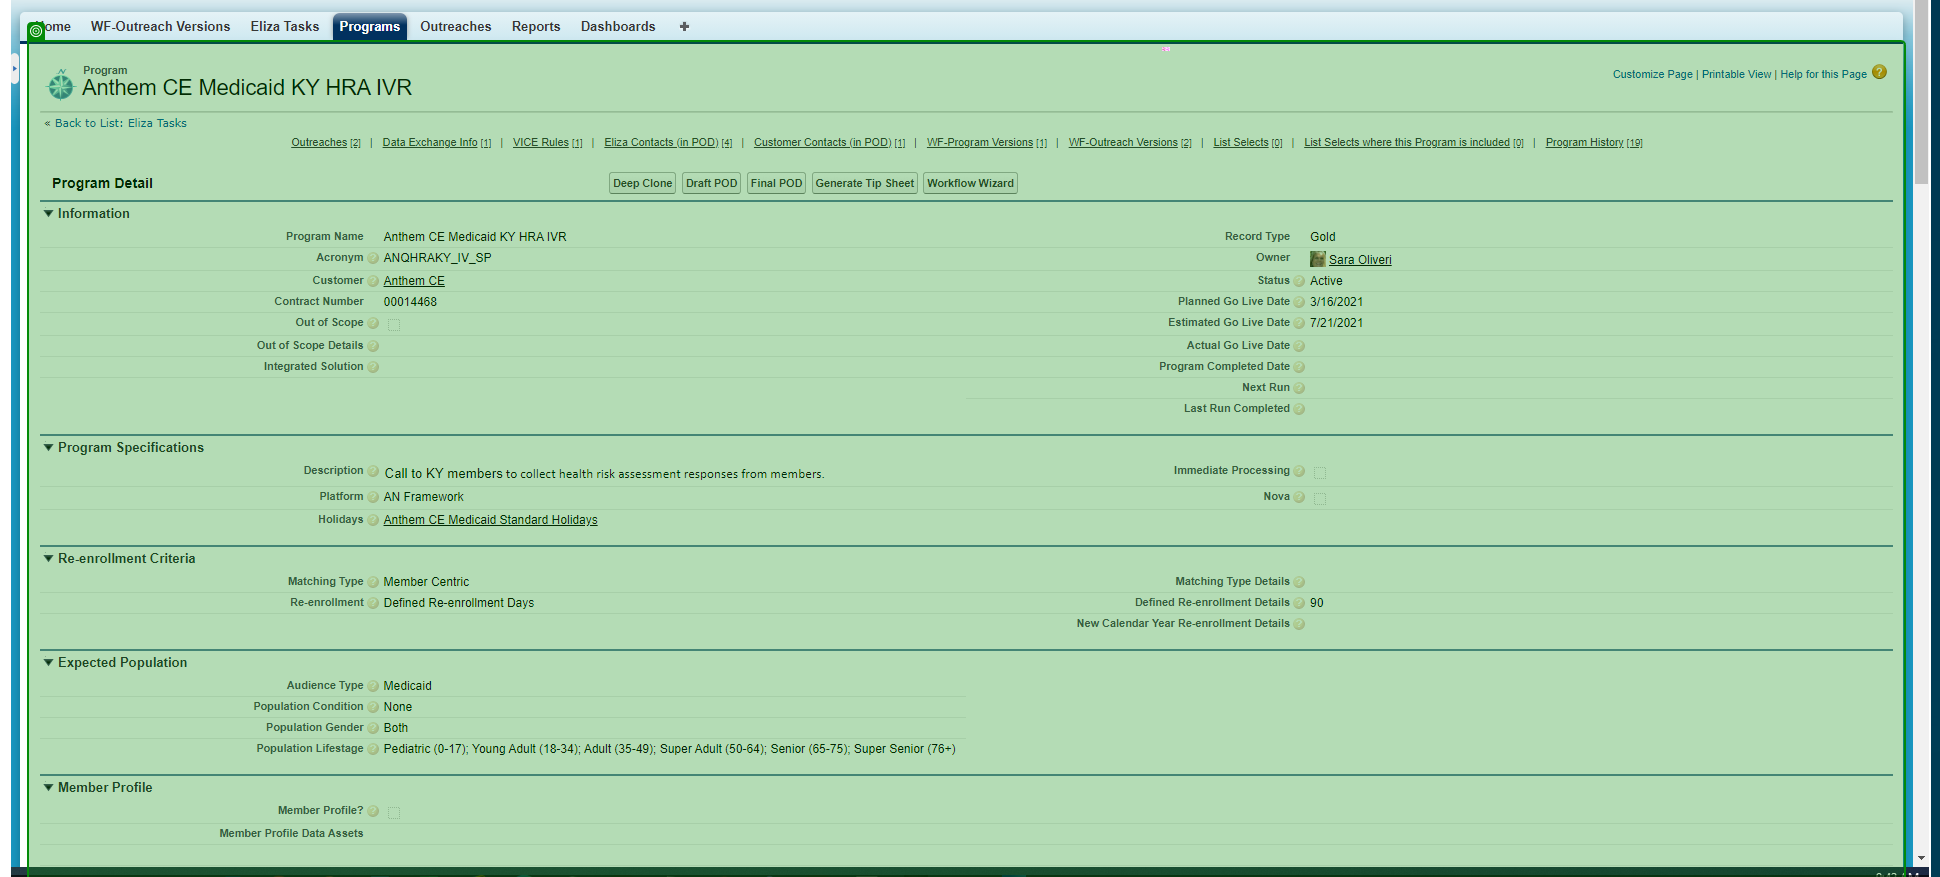 ome WF-Outreach Versions Eliza Tasks Programs Outreaches Reports Dashboards +
Program
Anthem CE Medicaid KY HRA IVR
Customize Page | Printable View | Help for this Page ?
« Back to List: Eliza Tasks
Outreaches [2] | Data Exchange Info [1] | VICE Rules [1] | Eliza Contacts (in POD) [4] | Customer Contacts (in POD) [1] | WF-Program Versions [1] | WF-Outreach Versions [2] | List Selects [0] | List Selects where this Program is included [0] | Program History [19]
Program Detail Deep Clone Draft POD Final POD Generate Tip Sheet Workflow Wizard
Information
Program Name Anthem CE Medicaid KY HRA IVR Record Type Gold
Acronym ANQHRAKY_IV_SP Owner Sara Oliveri
Customer Anthem CE Status Active
Contract Number 00014468 Planned Go Live Date 3/16/2021
Out of Scope Estimated Go Live Date 7/21/2021
Out of Scope Details Actual Go Live Date
Integrated Solution Program Completed Date
Next Run
Last Run Completed
Program Specifications
Description Call to KY members to collect health risk assessment responses from members. Immediate Processing
Platform AN Framework Nova
Holidays Anthem CE Medicaid Standard Holidays
Re-enrollment Criteria
Matching Type Member Centric Matching Type Details
Re-enrollment Defined Re-enrollment Days Defined Re-enrollment Details 90
New Calendar Year Re-enrollment Details
Expected Population
Audience Type Medicaid
Population Condition None
Population Gender Both
Population Lifestage Pediatric (0-17); Young Adult (18-34); Adult (35-49); Super Adult (50-64); Senior (65-75); Super Senior (76+)
Member Profile
Member Profile?
Member Profile Data Assets